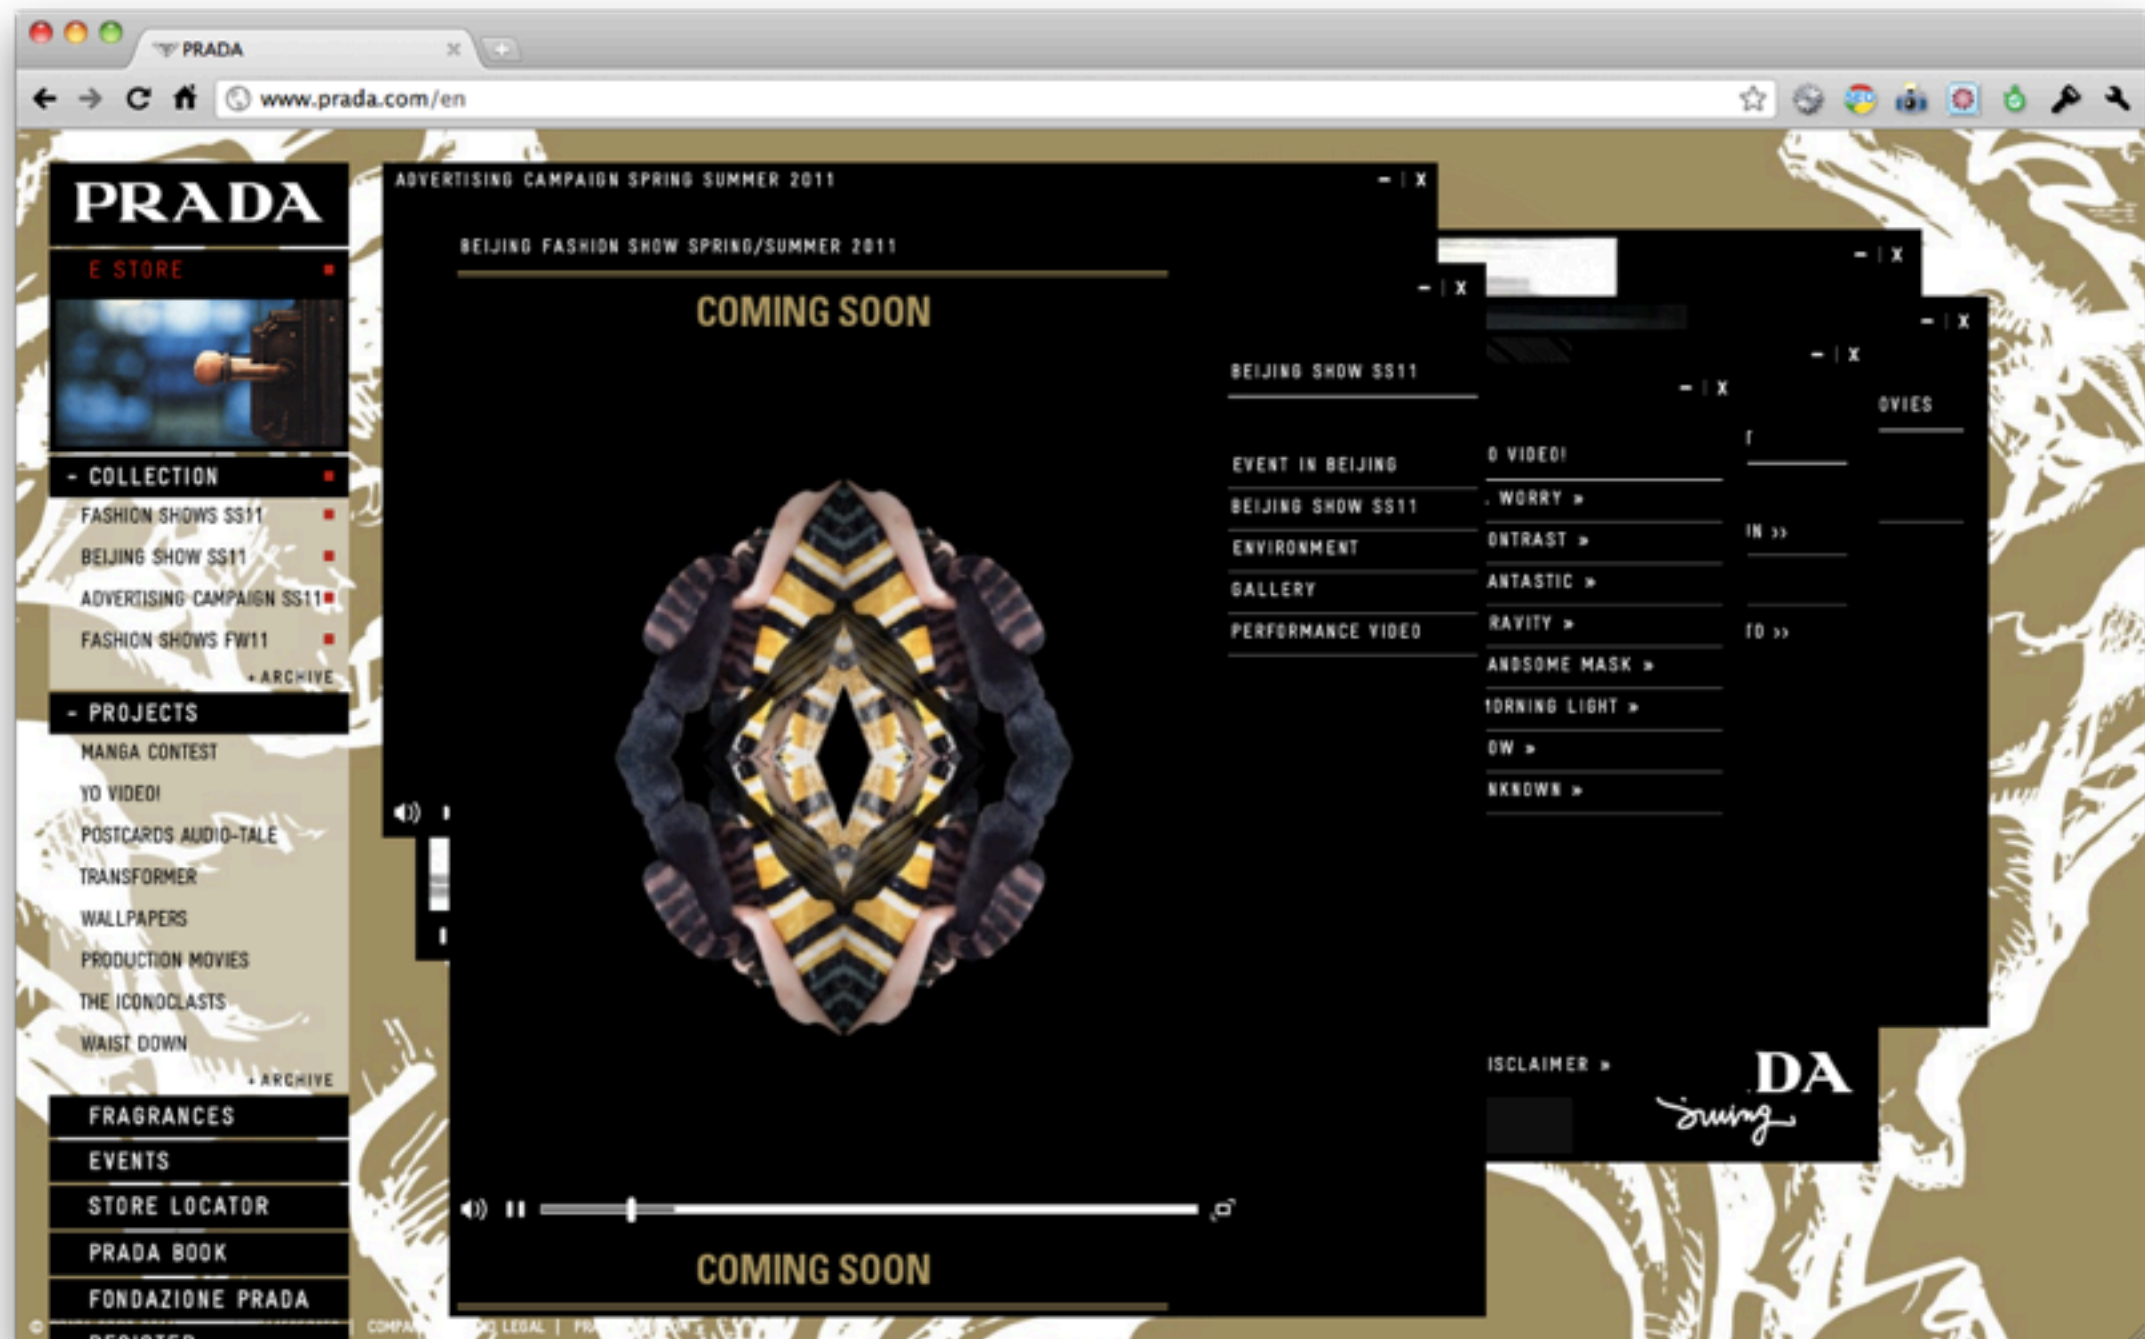 PRADA
www.prada.com/en
PRADA
E STORE
- COLLECTION
FASHION SHOWS SS11
BEIJING SHOW SS11
ADVERTISING CAMPAIGN SS11
FASHION SHOWS FW11
+ ARCHIVE
- PROJECTS
MANGA CONTEST
YO VIDEO!
POSTCARDS AUDIO-TALE
TRANSFORMER
WALLPAPERS
PRODUCTION MOVIES
THE ICONOCLASTS
WAIST DOWN
+ ARCHIVE
FRAGRANCES
EVENTS
STORE LOCATOR
PRADA BOOK
FONDAZIONE PRADA
ADVERTISING CAMPAIGN SPRING SUMMER 2011
- | X
BEIJING FASHION SHOW SPRING/SUMMER 2011
COMING SOON
- | X
BEIJING SHOW SS11
EVENT IN BEIJING
BEIJING SHOW SS11
ENVIRONMENT
GALLERY
PERFORMANCE VIDEO
COMING SOON
- | X
- | X
- | X
- | X
OVIES
O VIDEO!
WORRY »
ONTRAST »
ANTASTIC »
RAVITY »
ANDSOME MASK »
MORNING LIGHT »
OW »
NKNOWN »
IN >>
TO >>
ISCLAIMER »
DA
© 
LEGAL |